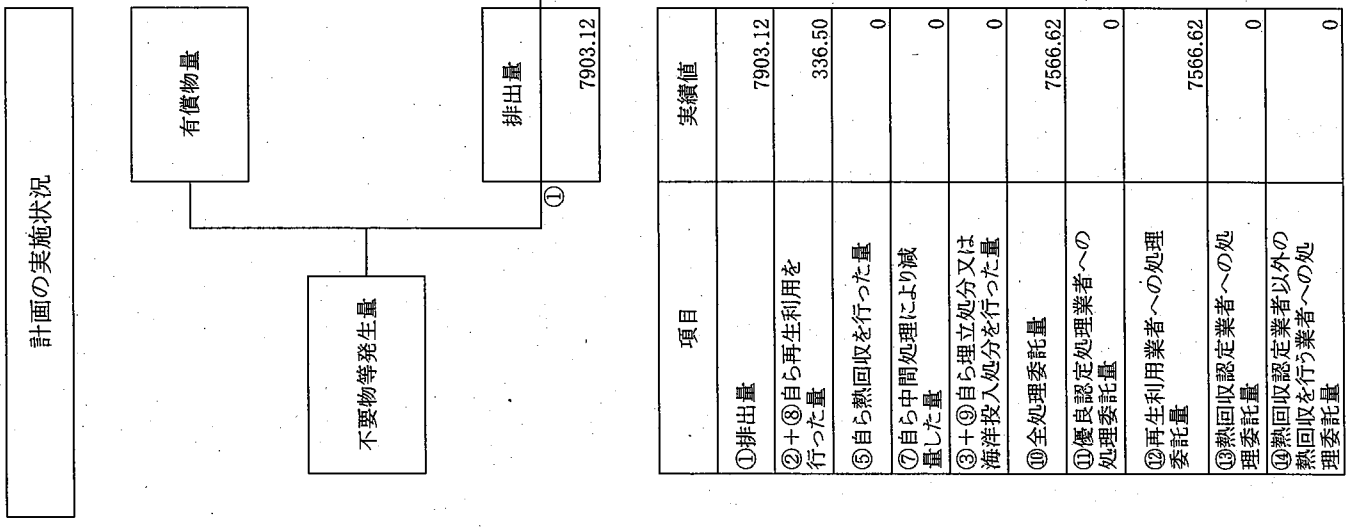 計画の実施状況
有償物量
不要物等発生量
排出量
7903.12
①
項目
実績値
①排出量
7903.12
②+⑧自ら再生利用を
行った量
336.50
⑤自ら熱回収を行った量
0
⑦自ら中間処理により減
量した量
0
③+⑨自ら埋立処分又は
海洋投入処分を行った量
0
⑩全処理委託量
7566.62
⑪優良認定処理業者への
処理委託量
0
⑫再生利用業者への処理
委託量
7566.62
⑬熱回収認定業者への処
理委託量
0
⑭熱回収認定業者以外の
熱回収を行う業者への処
理委託量
0